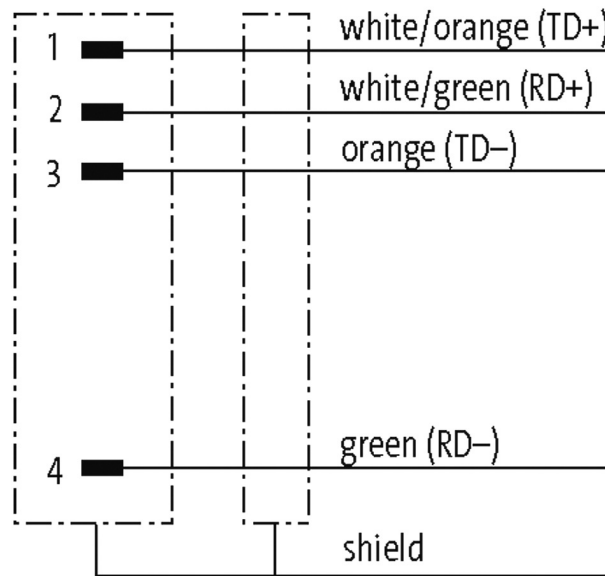 1 white/orange (TD+)
2 white/green (RD+)
3 orange (TD–)
4 green (RD–)
shield